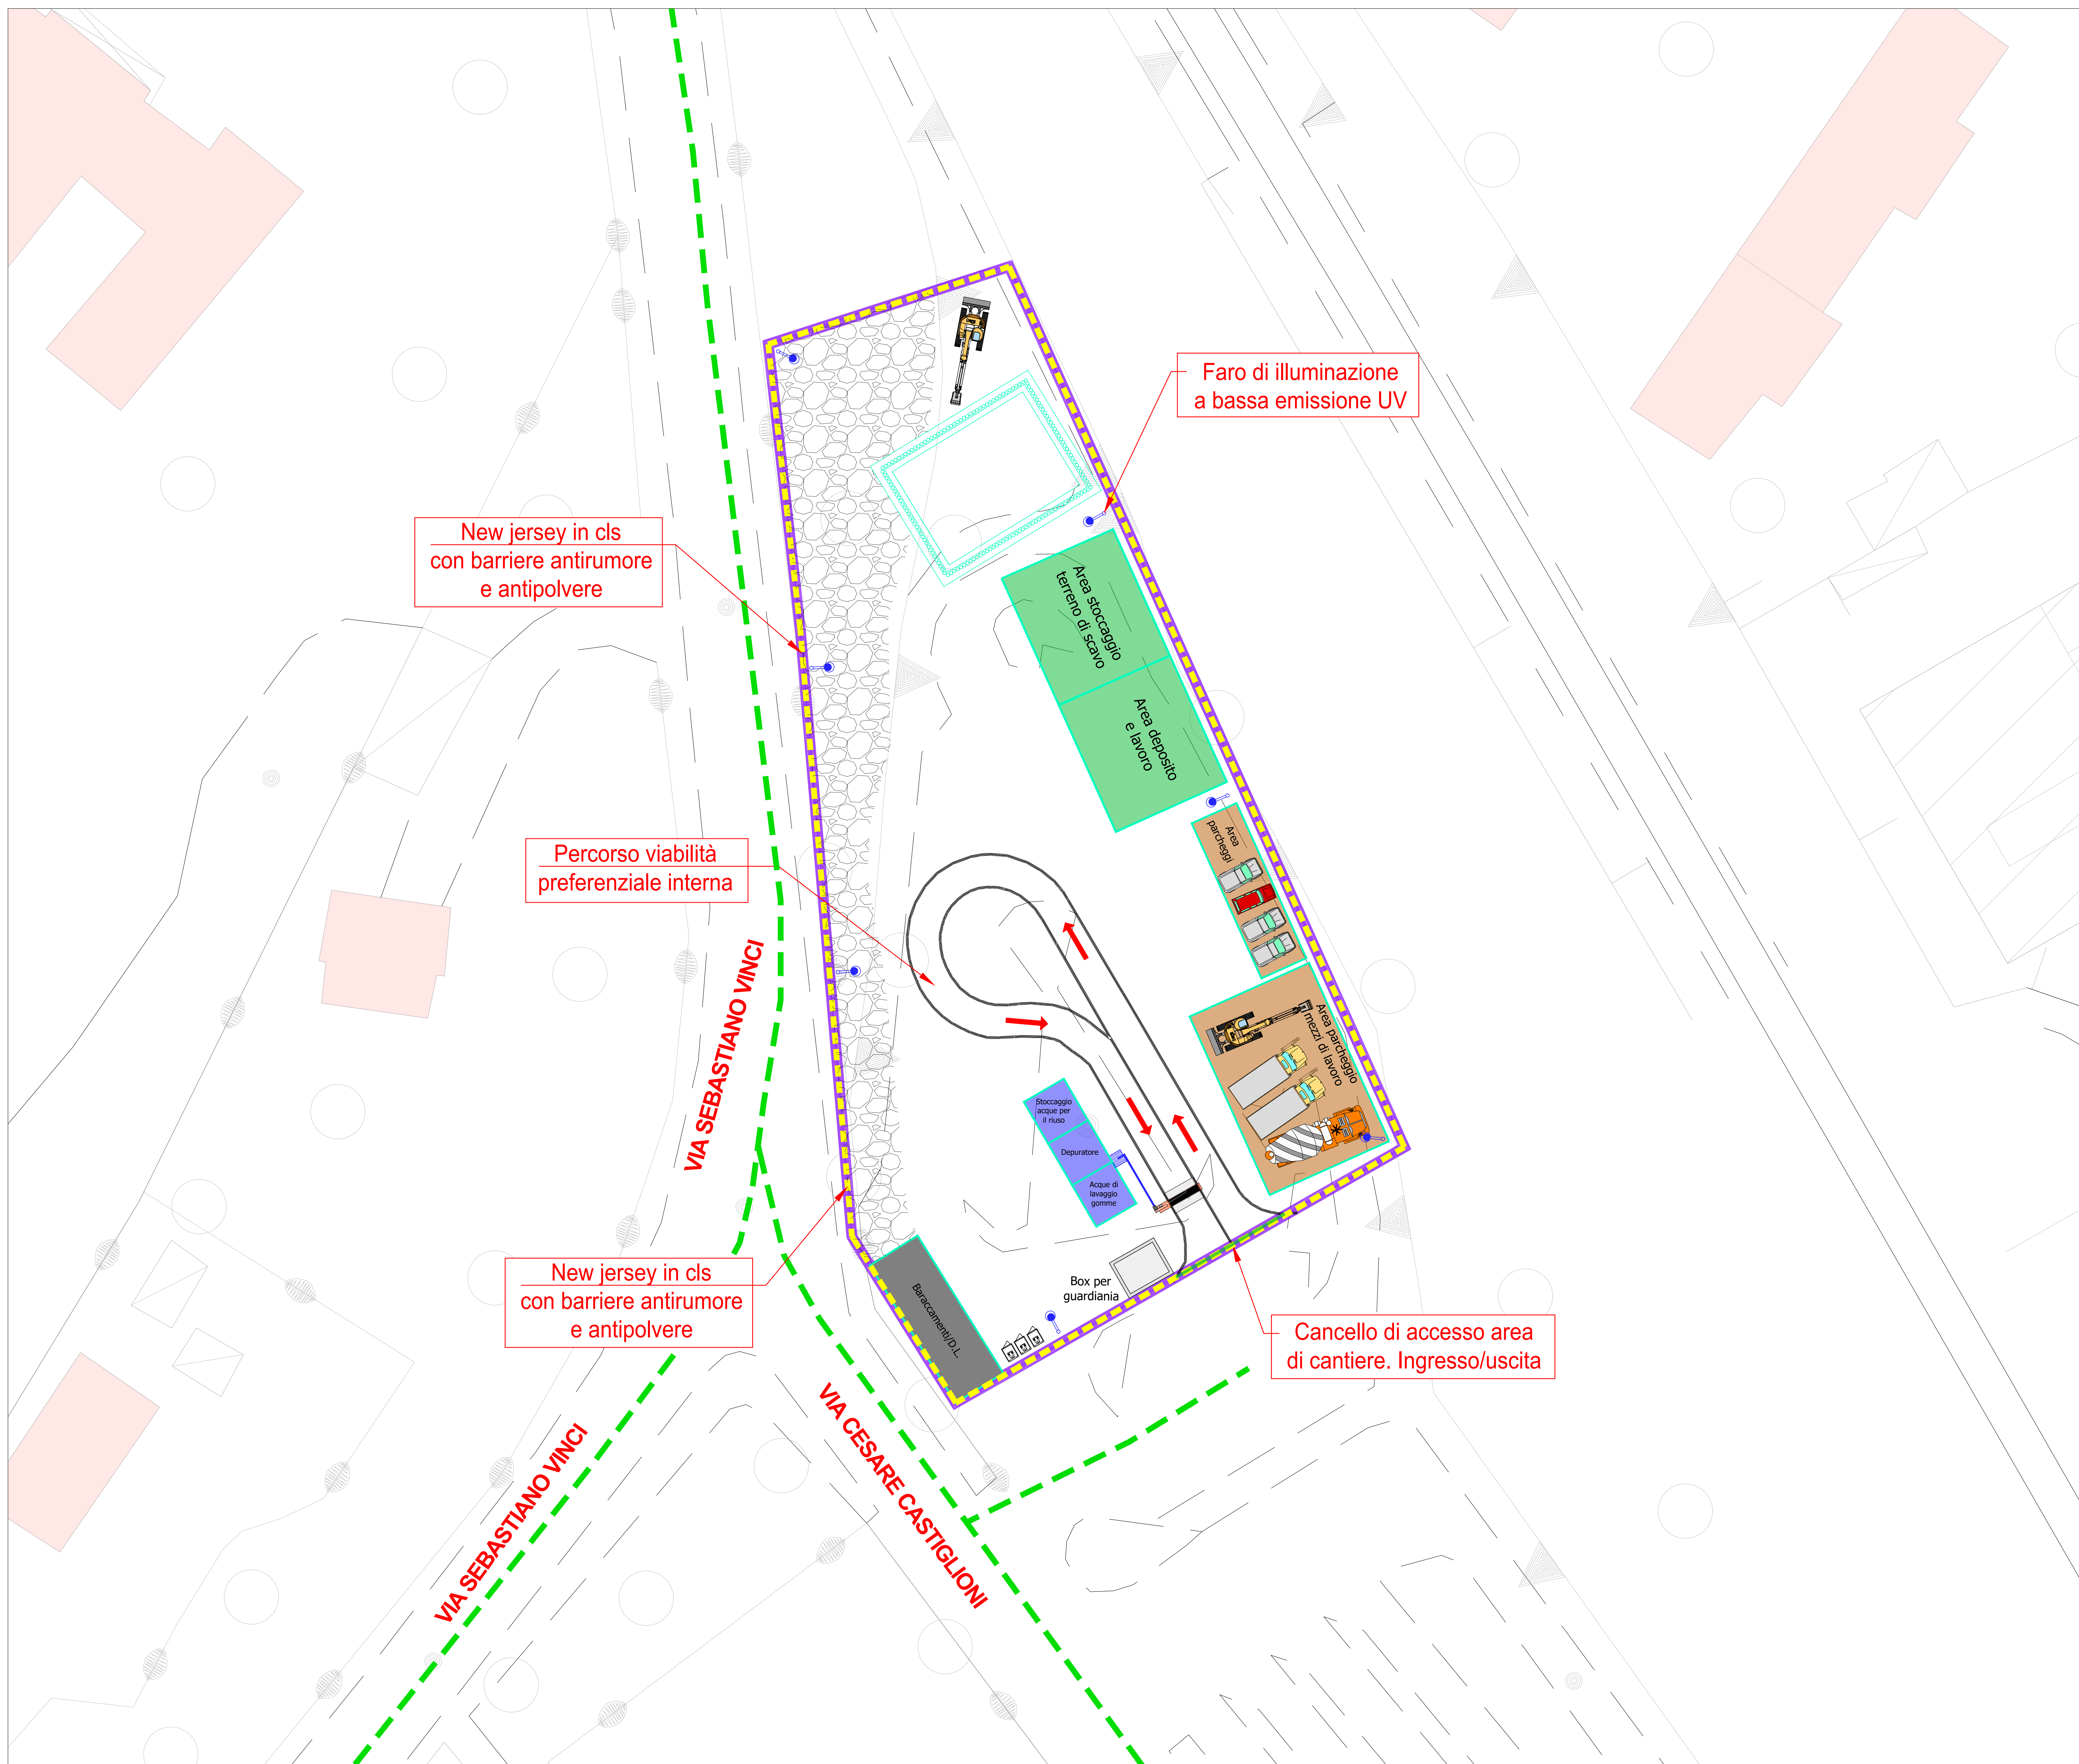 Faro di illuminazione
a bassa emissione UV
New jersey in cls
con barriere antirumore
e antipolvere
Area stoccaggio
terreno di scavo
Area deposito
e lavoro
Area
parcheggi
Percorso viabilità
preferenziale interna
VIA SEBASTIANO VINCI
Area parcheggio
mezzi di lavoro
Stoccaggio
acque per
il riuso
Depuratore
Acque di
lavaggio
gomme
New jersey in cls
con barriere antirumore
e antipolvere
Baraccamenti/D.L.
Box per
guardiania
Cancello di accesso area
di cantiere. Ingresso/uscita
VIA SEBASTIANO VINCI
VIA CESARE CASTIGLIONI